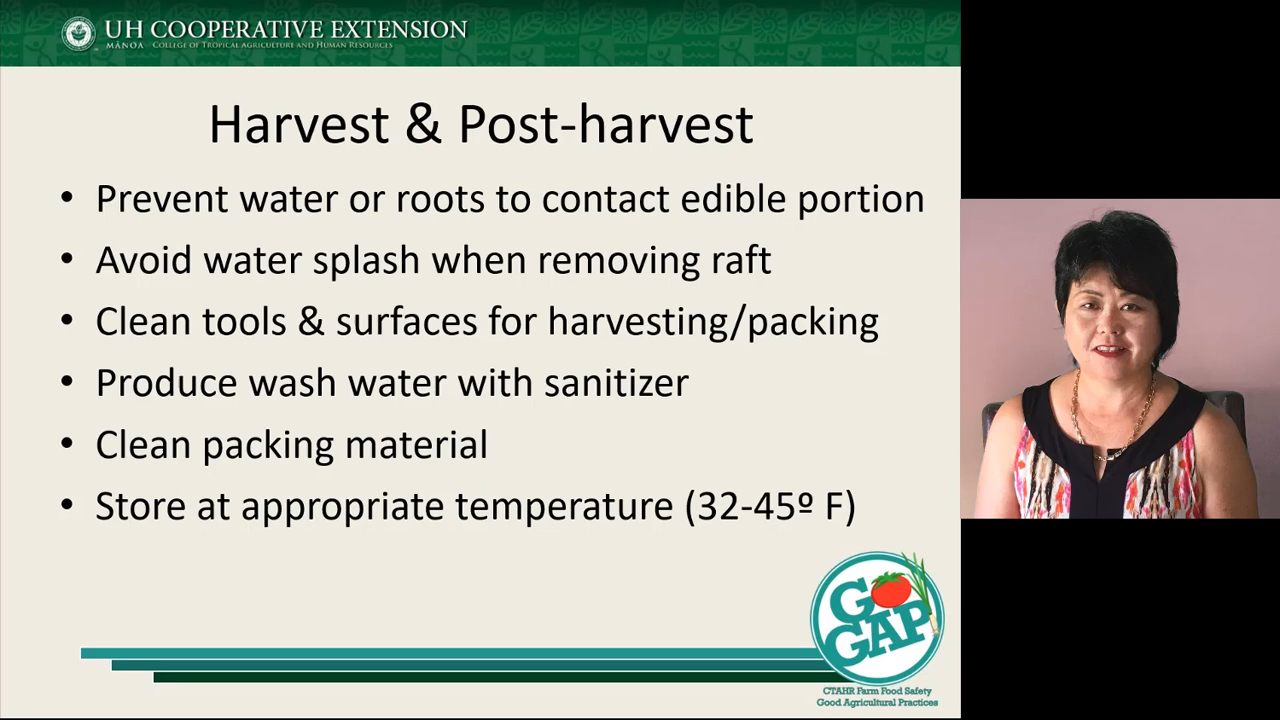 UH COOPERATIVE EXTENSION
MĀNOA COLLEGE OF TROPICAL AGRICULTURE AND HUMAN RESOURCES
Harvest & Post-harvest
• Prevent water or roots to contact edible portion
• Avoid water splash when removing raft
• Clean tools & surfaces for harvesting/packing
• Produce wash water with sanitizer
• Clean packing material
• Store at appropriate temperature (32-45º F)
GO
GAP
CTAHR Farm Food Safety
Good Agricultural Practices